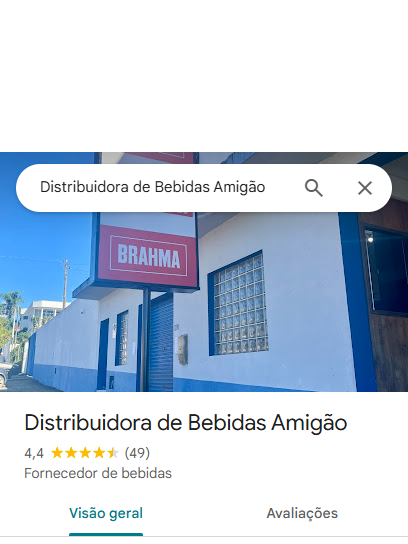 Distribuidora de Bebidas Amigão
BRAHMA
Distribuidora de Bebidas Amigão
4,4 (49)
Fornecedor de bebidas
Visão geral Avaliações